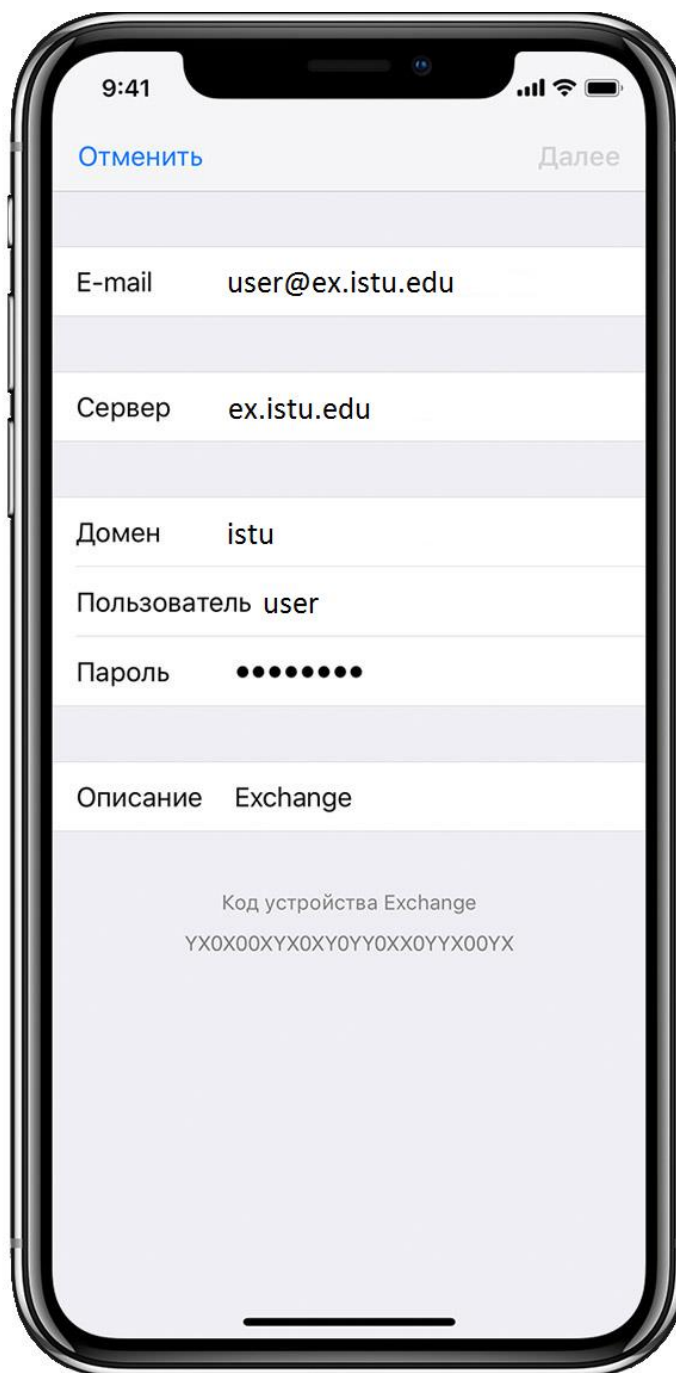 9:41
Отменить Далее
E-mail user@ex.istu.edu
Сервер ex.istu.edu
Домен istu
Пользователь user
Пароль ••••••••
Описание Exchange
Код устройства Exchange
YX0X00XYX0XY0YY0XX0YYX00YX